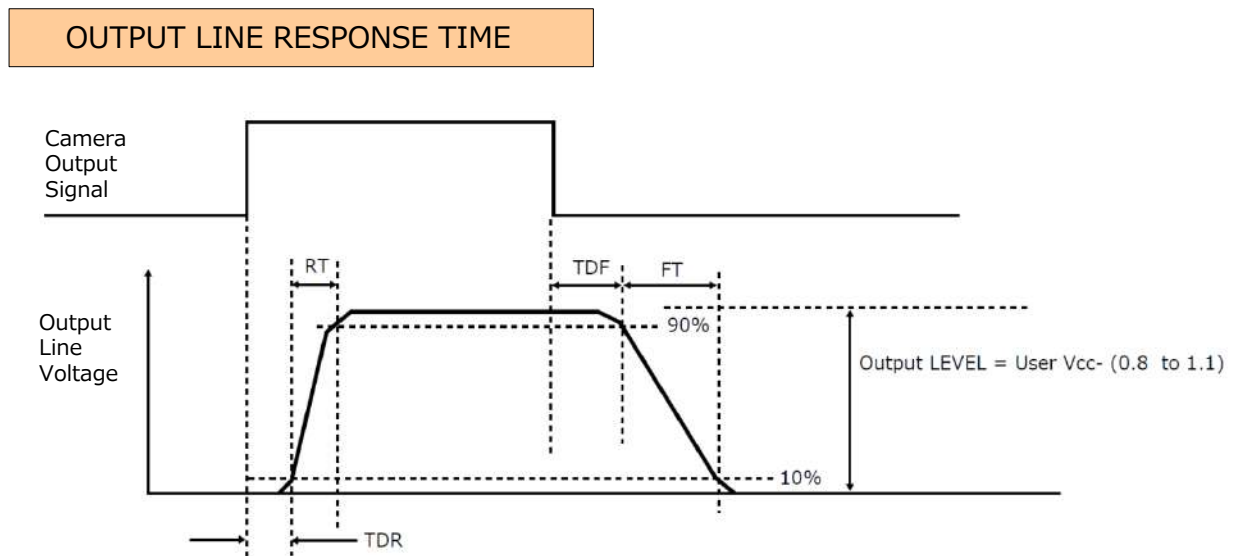 OUTPUT LINE RESPONSE TIME
Camera
Output
Signal
RT
TDF
FT
Output
Line
Voltage
90%
Output LEVEL = User Vcc- (0.8 to 1.1)
10%
TDR